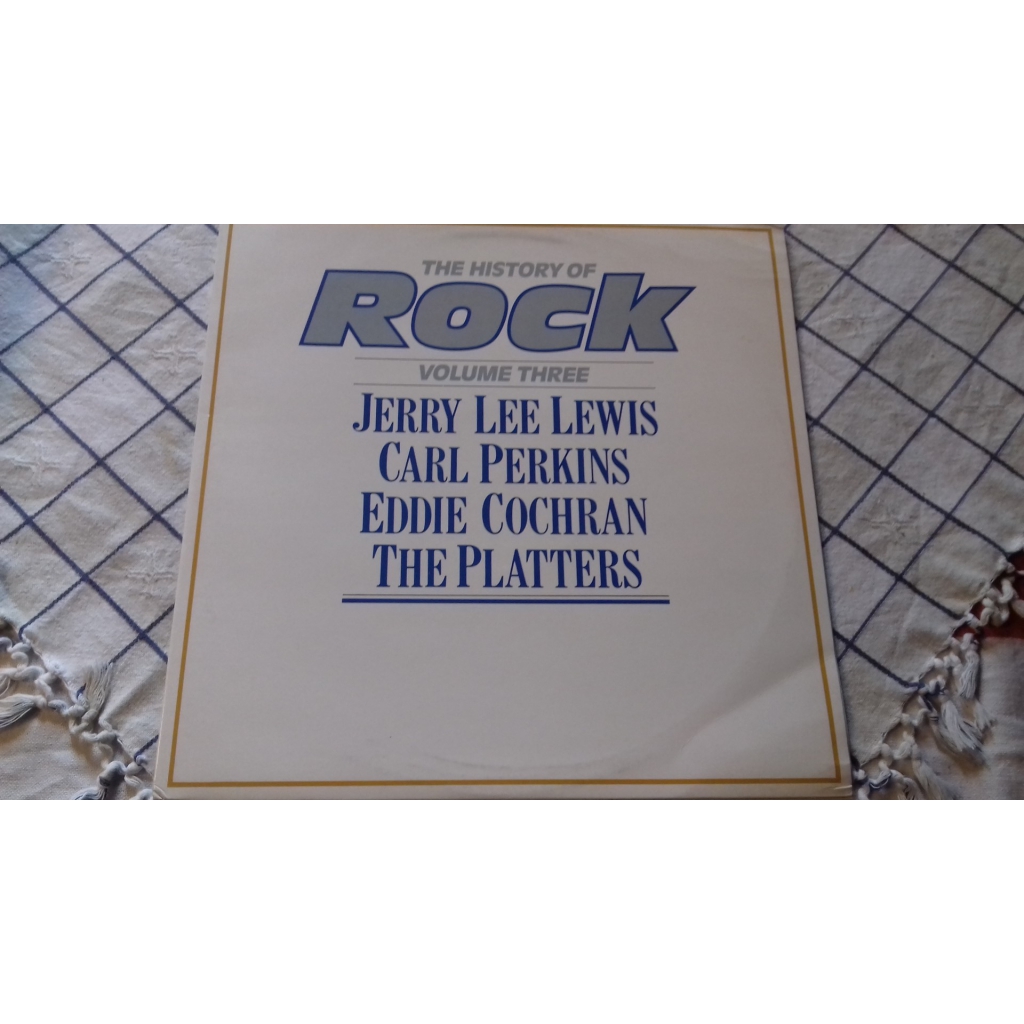 THE HISTORY OF
ROCK
VOLUME THREE
JERRY LEE LEWIS
CARL PERKINS
EDDIE COCHRAN
THE PLATTERS